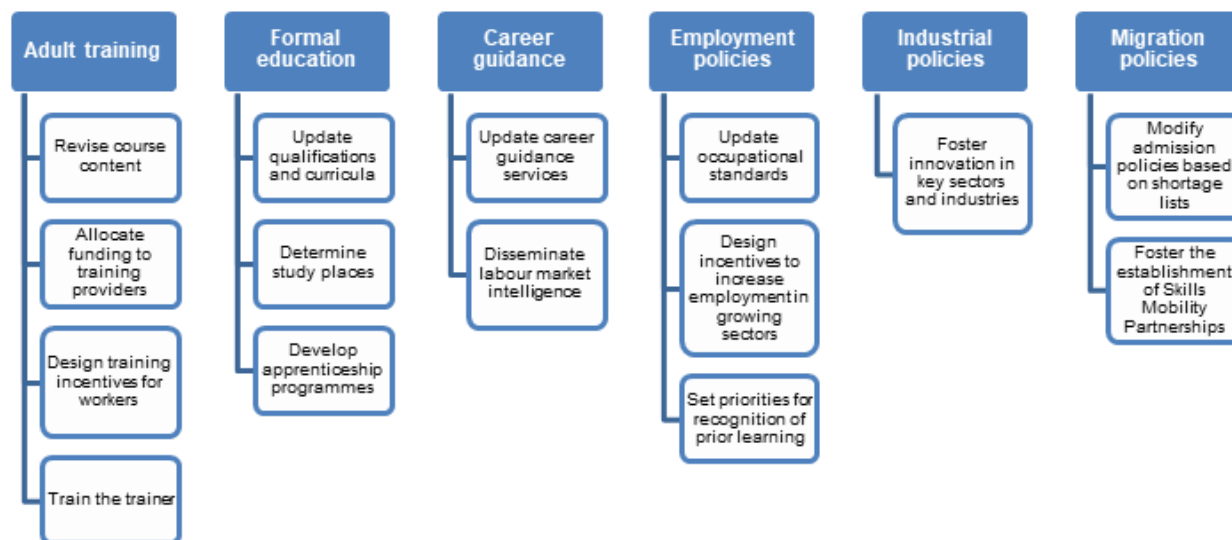 Adult training
Revise course
content
Allocate
funding to
training
providers
Design training
incentives for
workers
Train the trainer
Formal
education
Update
qualifications
and curricula
Determine
study places
Develop
apprenticeship
programmes
Career
guidance
Update career
guidance
services
Disseminate
labour market
intelligence
Employment
policies
Update
occupational
standards
Design
incentives to
increase
employment in
growing
sectors
Set priorities for
recognition of
prior learning
Industrial
policies
Foster
innovation in
key sectors
and industries
Migration
policies
Modify
admission
policies based
on shortage
lists
Foster the
establishment
of Skills
Mobility
Partnerships